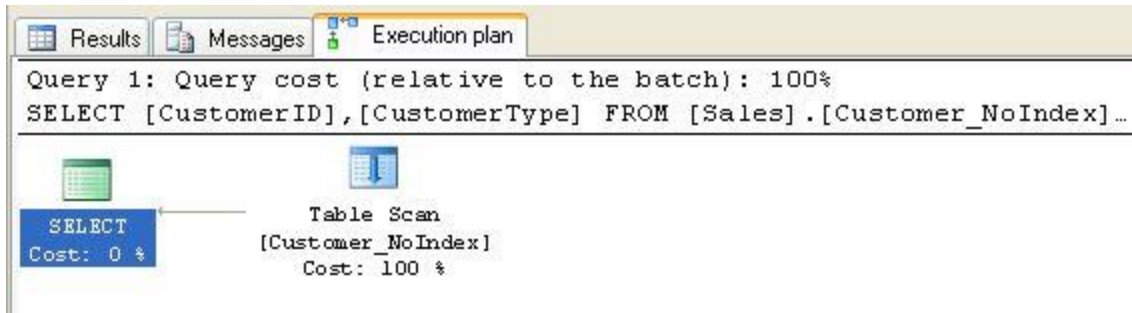 Results Messages Execution plan
Query 1: Query cost (relative to the batch): 100%
SELECT [CustomerID],[CustomerType] FROM [Sales].[Customer_NoIndex]…
SELECT
Cost: 0 %
Table Scan
[Customer_NoIndex]
Cost: 100 %